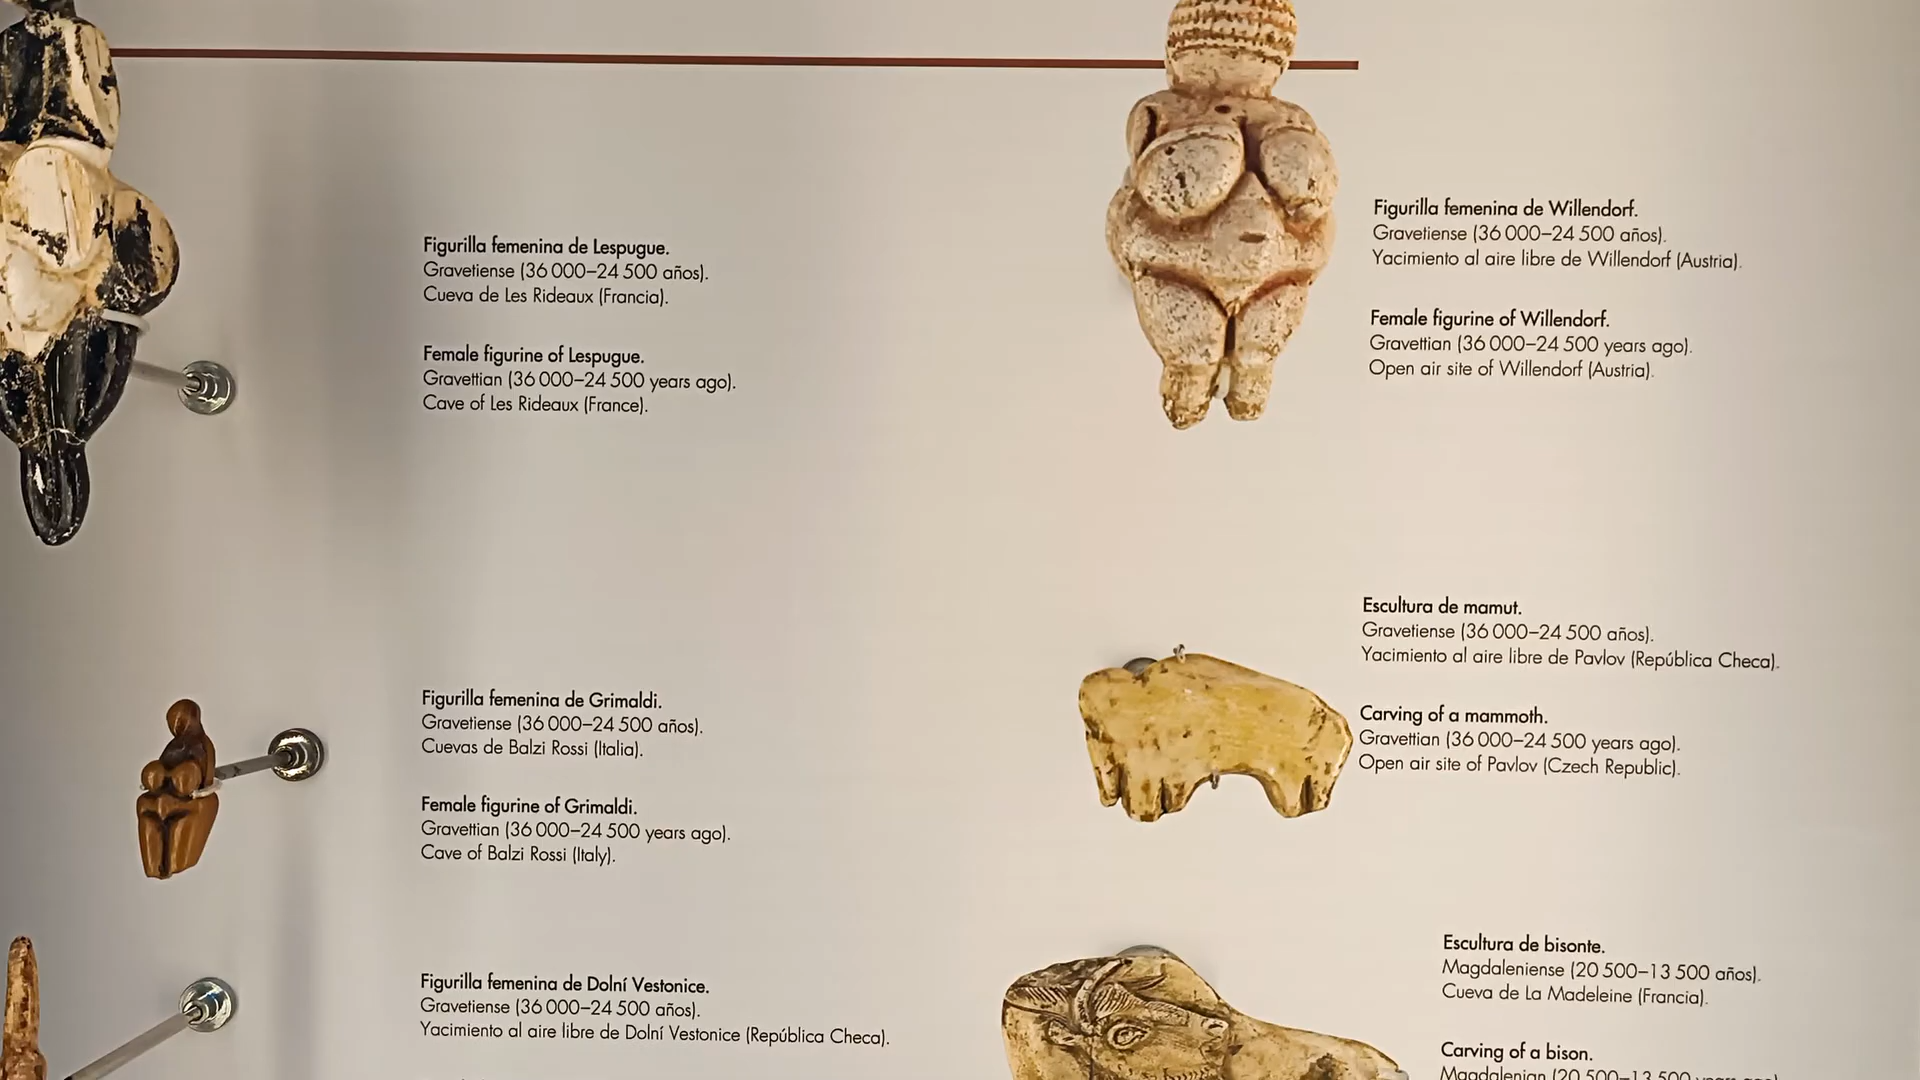 Figurilla femenina de Lespugue.
Gravetiense (36 000–24 500 años).
Cueva de Les Rideaux (Francia).
Female figurine of Lespugue.
Gravettian (36 000–24 500 years ago).
Cave of Les Rideaux (France).
Figurilla femenina de Grimaldi.
Gravetiense (36 000–24 500 años).
Cuevas de Balzi Rossi (Italia).
Female figurine of Grimaldi.
Gravettian (36 000–24 500 years ago).
Cave of Balzi Rossi (Italy).
Figurilla femenina de Dolní Vestonice.
Gravetiense (36 000–24 500 años).
Yacimiento al aire libre de Dolní Vestonice (República Checa).
Figurilla femenina de Willendorf.
Gravetiense (36 000–24 500 años).
Yacimiento al aire libre de Willendorf (Austria).
Female figurine of Willendorf.
Gravettian (36 000–24 500 years ago).
Open air site of Willendorf (Austria).
Escultura de mamut.
Gravetiense (36 000–24 500 años).
Yacimiento al aire libre de Pavlov (República Checa).
Carving of a mammoth.
Gravettian (36 000–24 500 years ago).
Open air site of Pavlov (Czech Republic).
Escultura de bisonte.
Magdaleniense (20 500–13 500 años).
Cueva de La Madeleine (Francia).
Carving of a bison.
Magdalenian (20 500–13 500 years ago).